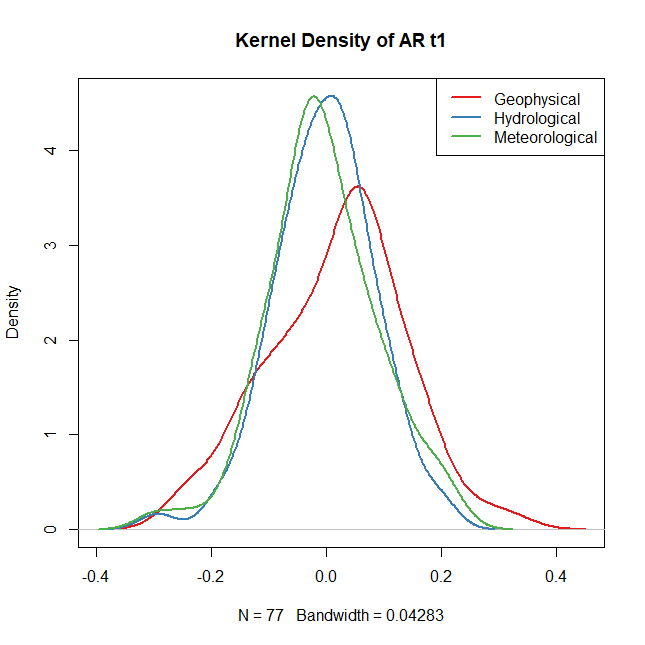 Kernel Density of AR t1
Geophysical
Hydrological
Meteorological
Density
4
3
2
1
0
-0.4 -0.2 0.0 0.2 0.4
N = 77 Bandwidth = 0.04283